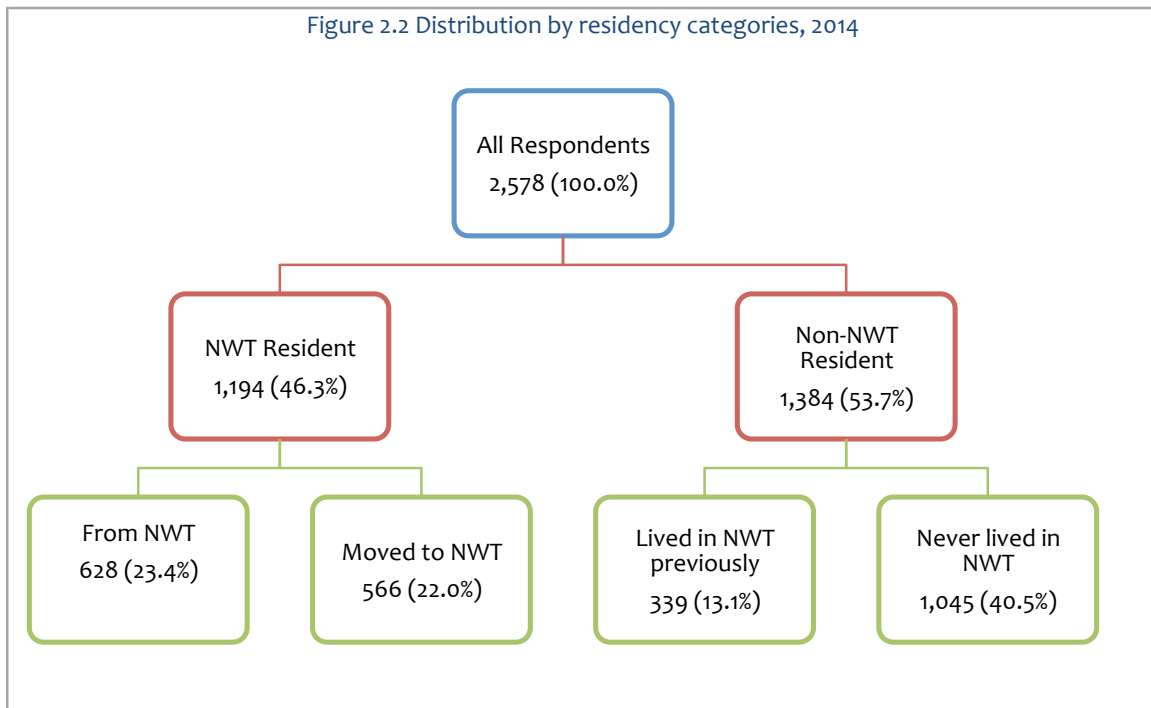 Figure 2.2 Distribution by residency categories, 2014
All Respondents
2,578 (100.0%)
NWT Resident
1,194 (46.3%)
Non-NWT
Resident
1,384 (53.7%)
From NWT
628 (23.4%)
Moved to NWT
566 (22.0%)
Lived in NWT
previously
339 (13.1%)
Never lived in
NWT
1,045 (40.5%)